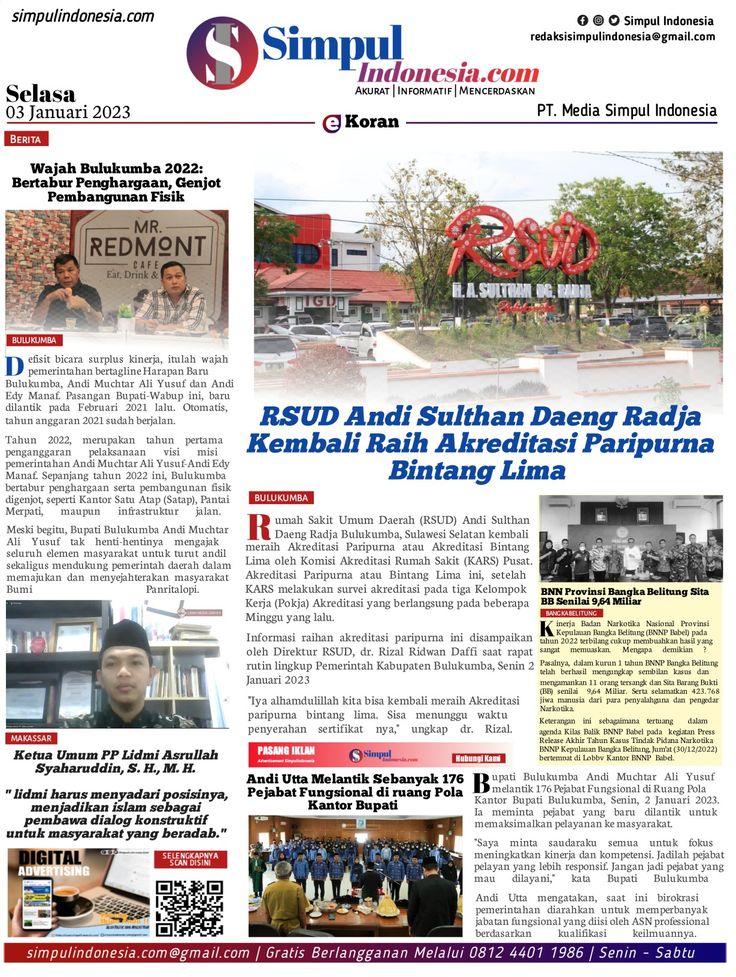 simpulindonesia.com
Simpul Indonesia
redaksisimpulindonesia@gmail.com
S Simpul
Indonesia.com
AKURAT | INFORMATIF | MENCERDASKAN
Selasa
03 Januari 2023
e Koran
PT. Media Simpul Indonesia
BERITA
Wajah Bulukumba 2022:
Bertabur Penghargaan, Genjot
Pembangunan Fisik
MR.
REDMONT
CAFE
Eat, Drink &
BULUKUMBA
Defisit bicara surplus kinerja, itulah wajah
pemerintahan bertagline Harapan Baru
Bulukumba, Andi Muchtar Ali Yusuf dan Andi
Edy Manaf. Pasangan Bupati-Wabup ini, baru
dilantik pada Februari 2021 lalu. Otomatis,
tahun anggaran 2021 sudah berjalan.
Tahun 2022, merupakan tahun pertama
penganggaran pelaksanaan visi misi
pemerintahan Andi Muchtar Ali Yusuf-Andi Edy
Manaf. Sepanjang tahun 2022 ini, Bulukumba
bertabur penghargaan serta pembangunan fisik
digenjot, seperti Kantor Satu Atap (Satap), Pantai
Merpati, maupun infrastruktur jalan.
Meski begitu, Bupati Bulukumba Andi Muchtar
Ali Yusuf tak henti-hentinya mengajak
seluruh elemen masyarakat untuk turut andil
sekaligus mendukung pemerintah daerah dalam
memajukan dan menyejahterakan masyarakat
Bumi Panritalopi.
MAKASSAR
Ketua Umum PP Lidmi Asrullah
Syaharuddin, S. H., M. H.
" lidmi harus menyadari posisinya,
menjadikan islam sebagai
pembawa dialog konstruktif
untuk masyarakat yang beradab."
DIGITAL
ADVERTISING
SELENGKAPNYA
SCAN DISINI
RSUD
H. A. SULTHAN DG. RADJA
Bulukumba
IGD
RSUD Andi Sulthan Daeng Radja
Kembali Raih Akreditasi Paripurna
Bintang Lima
BULUKUMBA
Rumah Sakit Umum Daerah (RSUD) Andi Sulthan
Daeng Radja Bulukumba, Sulawesi Selatan kembali
meraih Akreditasi Paripurna atau Akreditasi Bintang
Lima oleh Komisi Akreditasi Rumah Sakit (KARS) Pusat.
Akreditasi Paripurna atau Bintang Lima ini, setelah
KARS melakukan survei akreditasi pada tiga Kelompok
Kerja (Pokja) Akreditasi yang berlangsung pada beberapa
Minggu yang lalu.
Informasi raihan akreditasi paripurna ini disampaikan
oleh Direktur RSUD, dr. Rizal Ridwan Daffi saat rapat
rutin lingkup Pemerintah Kabupaten Bulukumba, Senin 2
Januari 2023
"Iya alhamdulillah kita bisa kembali meraih Akreditasi
paripurna bintang lima. Sisa menunggu waktu
penyerahan sertifikat nya," ungkap dr. Rizal.
BNN Provinsi Bangka Belitung Sita
BB Senilai 9,64 Miliar
BANGKA BELITUNG
Kinerja Badan Narkotika Nasional Provinsi
Kepulauan Bangka Belitung (BNNP Babel) pada
tahun 2022 terbilang cukup membuahkan hasil yang
sangat memuaskan. Mengapa demikian ?
Pasalnya, dalam kurun 1 tahun BNNP Bangka Belitung
telah berhasil mengungkap sembilan kasus dan
mengamankan 11 orang tersangk dan Sita Barang Bukti
(BB) senilai 9,64 Miliar. Serta selamatkan 423.768
jiwa manusia dari para penyalahguna dan pengedar
Narkotika.
Keterangan ini sebagaimana tertuang dalam
agenda Kilas Balik BNNP Babel pada kegiatan Press
Release Akhir Tahun Kasus Tindak Pidana Narkotika
BNNP Kepulauan Bangka Belitung, Jum'at (30/12/2022)
bertempat di Lobby Kantor BNNP Babel.
PASANG IKLAN
Advertisement Simpulindonesia
Simpul
Indonesia.com
Hubungi Kami
Andi Utta Melantik Sebanyak 176
Pejabat Fungsional di ruang Pola
Kantor Bupati
Bupati Bulukumba Andi Muchtar Ali Yusuf
melantik 176 Pejabat Fungsional di Ruang Pola
Kantor Bupati Bulukumba, Senin, 2 Januari 2023.
Ia meminta pejabat yang baru dilantik untuk
memaksimalkan pelayanan ke masyarakat.
"Saya minta saudaraku semua untuk fokus
meningkatkan kinerja dan kompetensi. Jadilah pejabat
pelayan yang lebih responsif. Jangan jadi pejabat yang
mau dilayani," kata Bupati Bulukumba
Andi Utta mengatakan, saat ini birokrasi
pemerintahan diarahkan untuk memperbanyak
jabatan fungsional yang diisi oleh ASN professional
berdasarkan kualifikasi keilmuannya.
simpulindonesia.com@gmail.com | Gratis Berlangganan Melalui 0812 4401 1986 | Senin - Sabtu